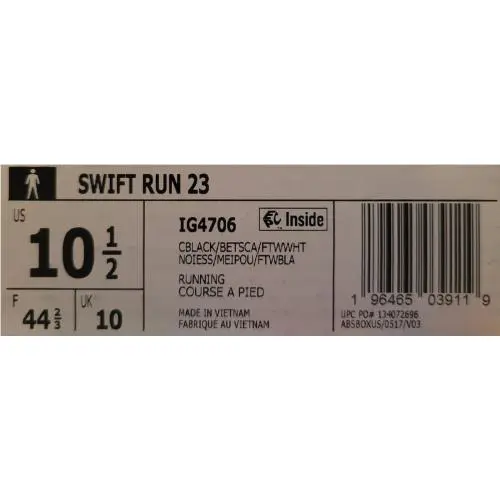 SWIFT RUN 23
US
10 1/2
F
44 2/3
UK
10
IG4706
Inside
CBLACK/BETSCA/FTWWHT
NOIESS/MEIPOU/FTWBLA
RUNNING
COURSE A PIED
MADE IN VIETNAM
FABRIQUE AU VIETNAM
1 96465 03911 9
UPC PO# 134072696
ABSBOXUS/0517/V03